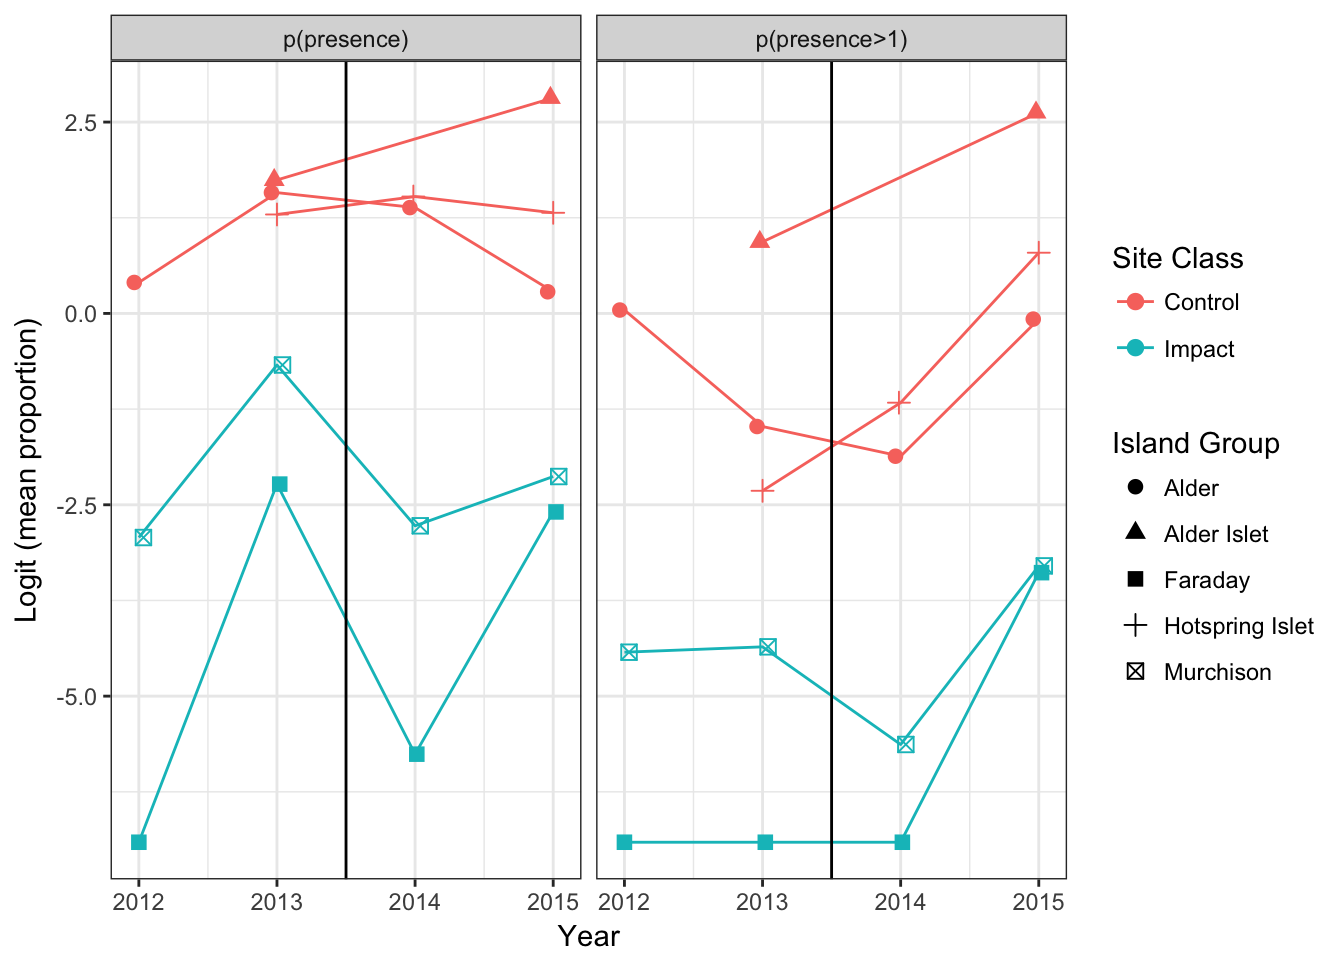 p(presence)
p(presence>1)
2.5
0.0
-2.5
-5.0
Logit (mean proportion)
2012
2013
2014
2015
2012
2013
2014
2015
Year
Site Class
Control
Impact
Island Group
Alder
Alder Islet
Faraday
Hotspring Islet
Murchison